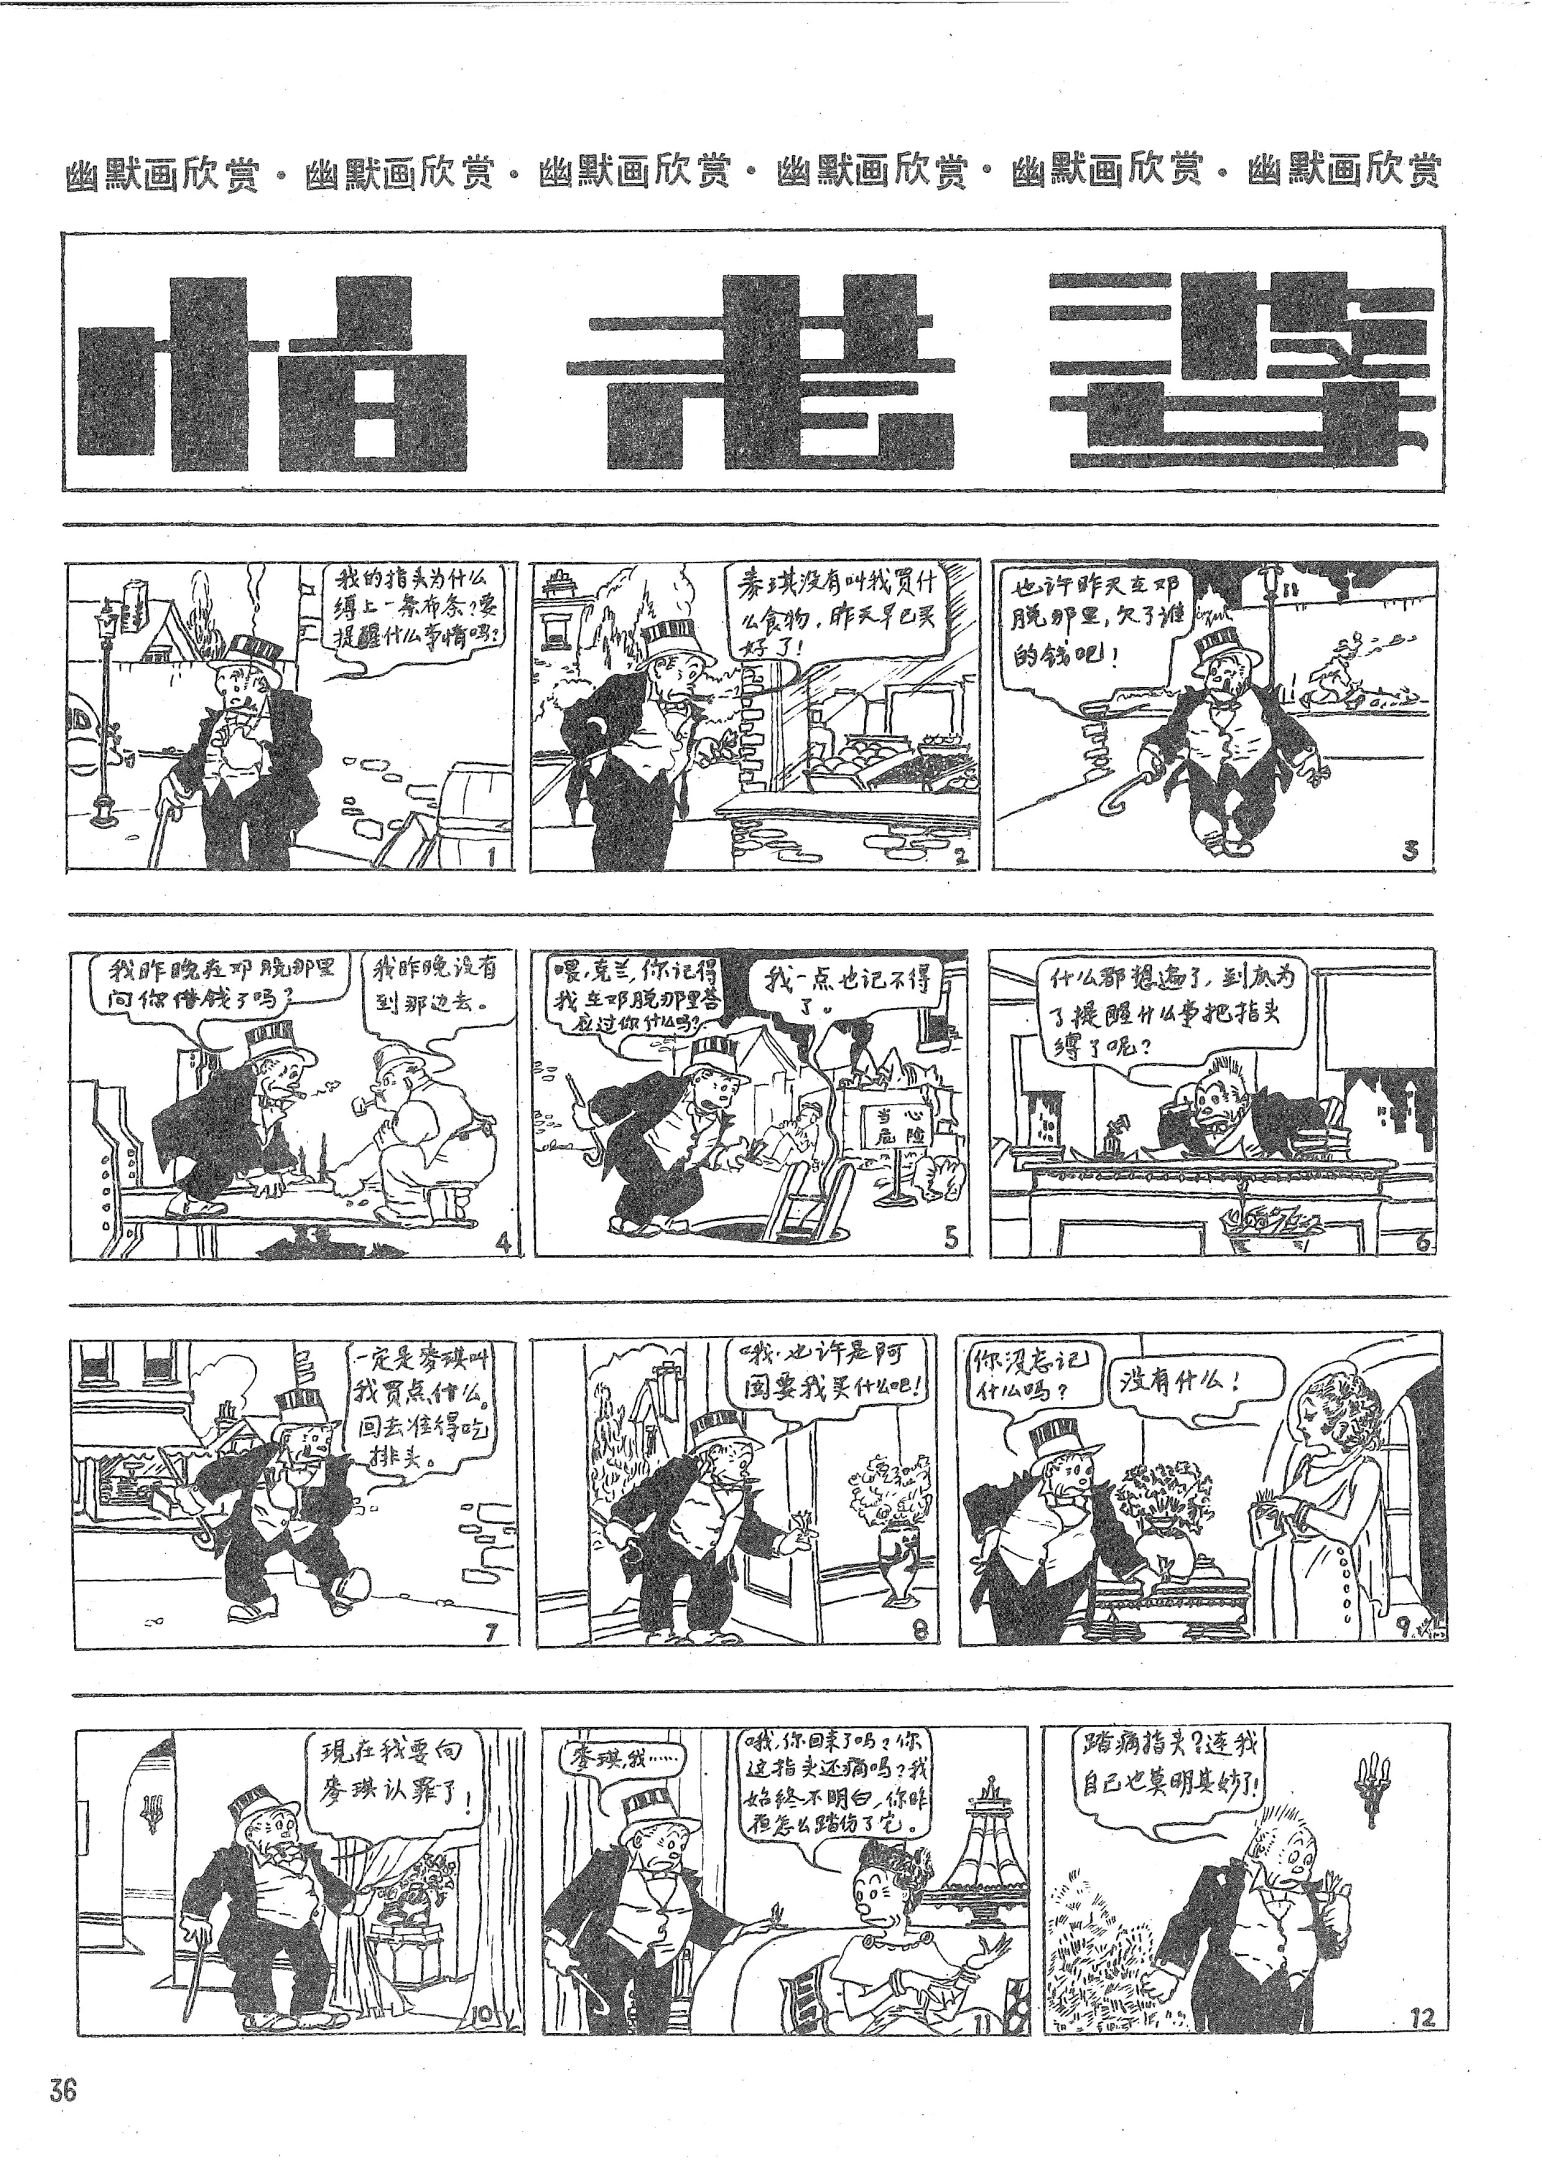 幽默画欣赏·幽默画欣赏·幽默画欣赏·幽默画欣赏·幽默画欣赏·幽默画欣赏
怕老婆
我的指头为什么
缚上一条布条?要
提醒什么事情吗?
1
麥琪没有叫我買什
么食物，昨天早已买
好了!
2
也许昨天在邓
脱那里，欠了谁
的钱吧!
3
我昨晚在邓脱那里
向你借钱了吗?
我昨晚没有
到那边去。
4
喂，克兰，你记得
我在邓脱那里答
应过你什么吗?
我一点也记不得
了。
当心
危险
5
什么都想遍了，到底为
了提醒什么事把指头
缚了呢?
6
一定是麥琪叫
我買点什么。
回去准得吃
排头。
7
哦，也许是阿
囡要我买什么吧!
8
你没忘记
什么吗?
没有什么!
9
現在我要向
麥琪认罪了!
10
麥琪，我……
哦，你回来了吗?你
这指头还痛吗?我
始终不明白，你昨
夜怎么踏伤了它。
11
踏痛指头?连我
自己也莫明其妙了!
12
36